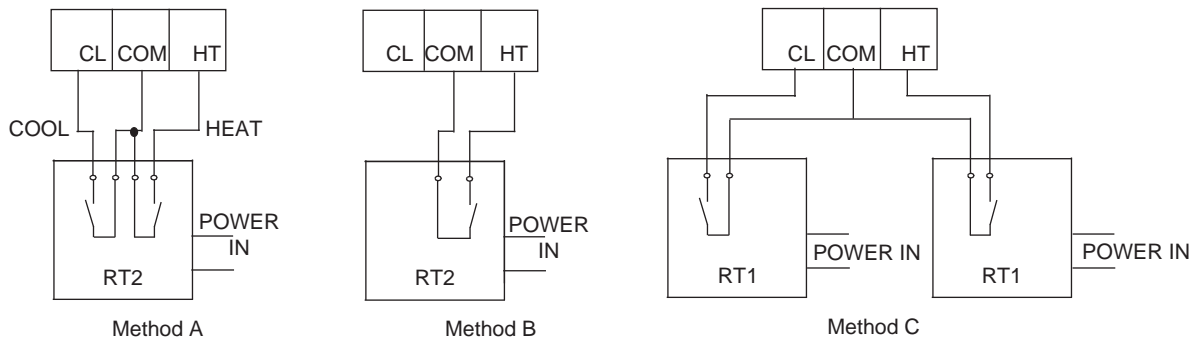 CL COM HT
COOL HEAT
POWER
IN
RT2
Method A
CL COM HT
POWER
IN
RT2
Method B
CL COM HT
POWER IN
RT1
POWER IN
RT1
Method C